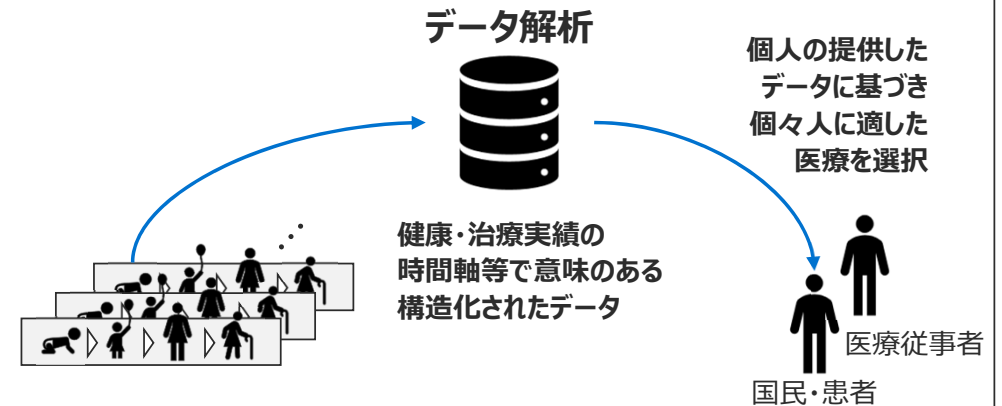 データ解析
個人の提供した
データに基づき
個々人に適した
医療を選択
健康・治療実績の
時間軸等で意味のある
構造化されたデータ
医療従事者
国民・患者